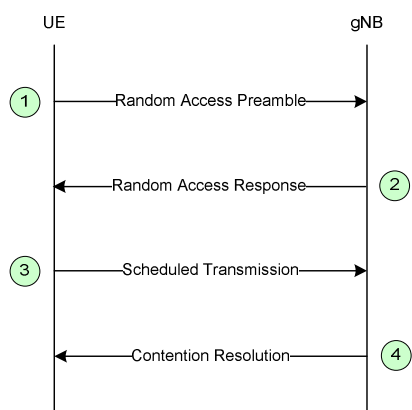 UE gNB
1 Random Access Preamble
Random Access Response 2
3 Scheduled Transmission
Contention Resolution 4